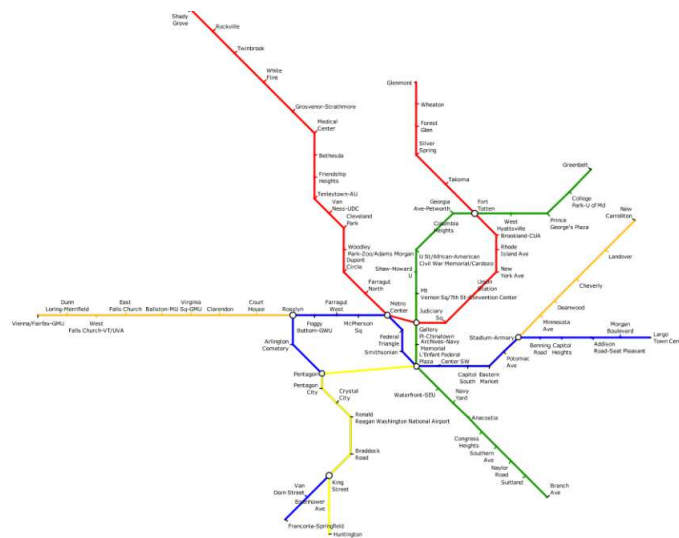 Shady
Grove
Rockville
Twinbrook
White
Flint
Grosvenor-Strathmore
Medical
Center
Bethesda
Friendship
Heights
Tenleytown-AU
Van
Ness-UDC
Cleveland
Park
Woodley
Park-Zoo/Adams Morgan
Dupont
Circle
Farragut
North
Metro
Center
Glenmont
Wheaton
Forest
Glen
Silver
Spring
Takoma
Fort
Totten
Brookland-CUA
Rhode
Island Ave
New
York Ave
Union
Station
Judiciary
Sq
Gallery
Pl-Chinatown
Greenbelt
College
Park-U of Md
Prince
George's Plaza
West
Hyattsville
Georgia
Ave-Petworth
Columbia
Heights
U St/African-American
Civil War Memorial/Cardozo
Shaw-Howard
U
Mt
Vernon Sq/7th St-Convention Center
Archives-Navy
Memorial
L'Enfant
Plaza
Waterfront-SEU
Navy
Yard
Anacostia
Congress
Heights
Southern
Ave
Naylor
Road
Suitland
Branch
Ave
New
Carrollton
Landover
Cheverly
Deanwood
Minnesota
Ave
Stadium-Armory
Largo
Town Cen
Morgan
Boulevard
Addison
Road-Seat Pleasant
Capitol
Heights
Benning
Road
Potomac
Ave
Eastern
Market
Capitol
South
Federal
Center SW
Smithsonian
Federal
Triangle
McPherson
Sq
Farragut
West
Foggy
Bottom-GWU
Rosslyn
Court
House
Clarendon
Virginia
Sq-GMU
Ballston-MU
East
Falls Church
West
Falls Church-VT/UVA
Dunn
Loring-Merrifield
Vienna/Fairfax-GMU
Arlington
Cemetery
Pentagon
Pentagon
City
Crystal
City
Ronald
Reagan Washington National Airport
Braddock
Road
King
Street
Van
Dorn Street
Eisenhower
Ave
Franconia-Springfield
Huntington